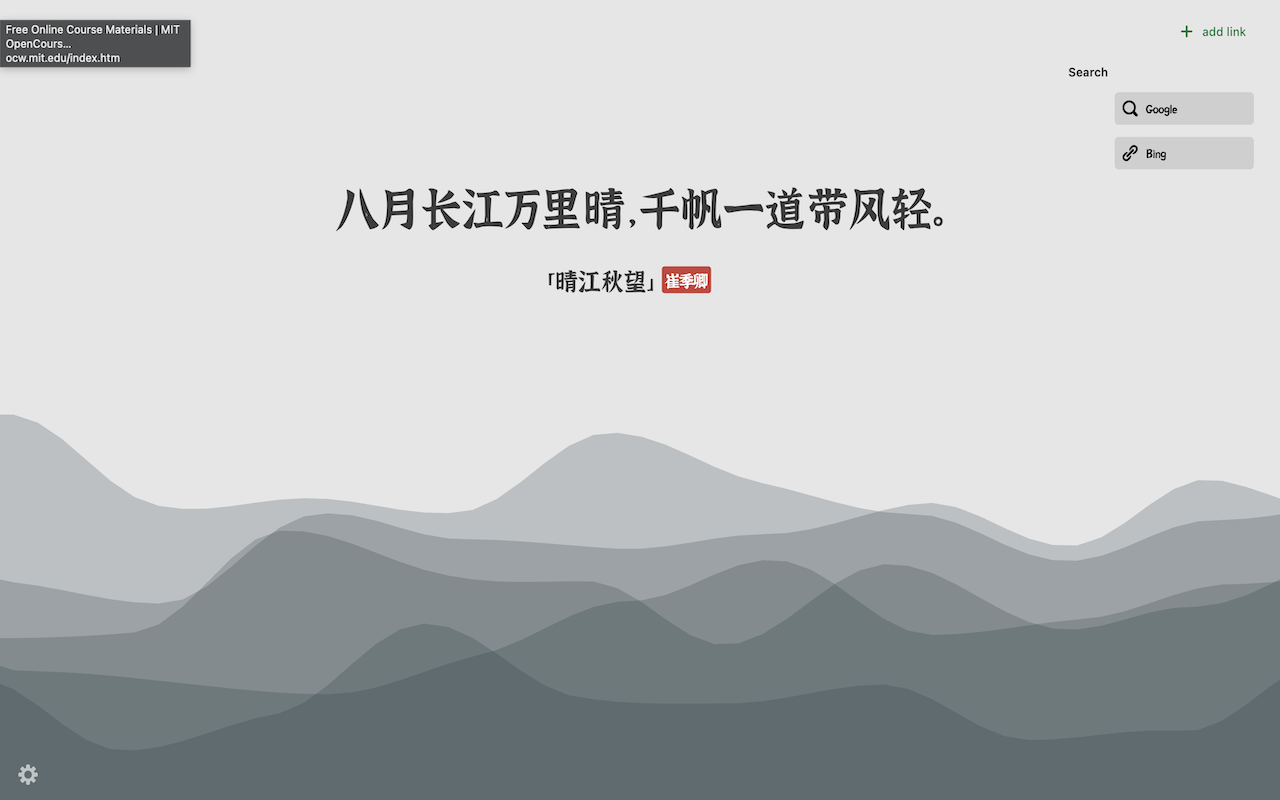 Free Online Course Materials | MIT
OpenCours...
ocw.mit.edu/index.htm
add link
Search
Google
Bing
八月长江万里晴,千帆一道带风轻。
「晴江秋望」崔季卿